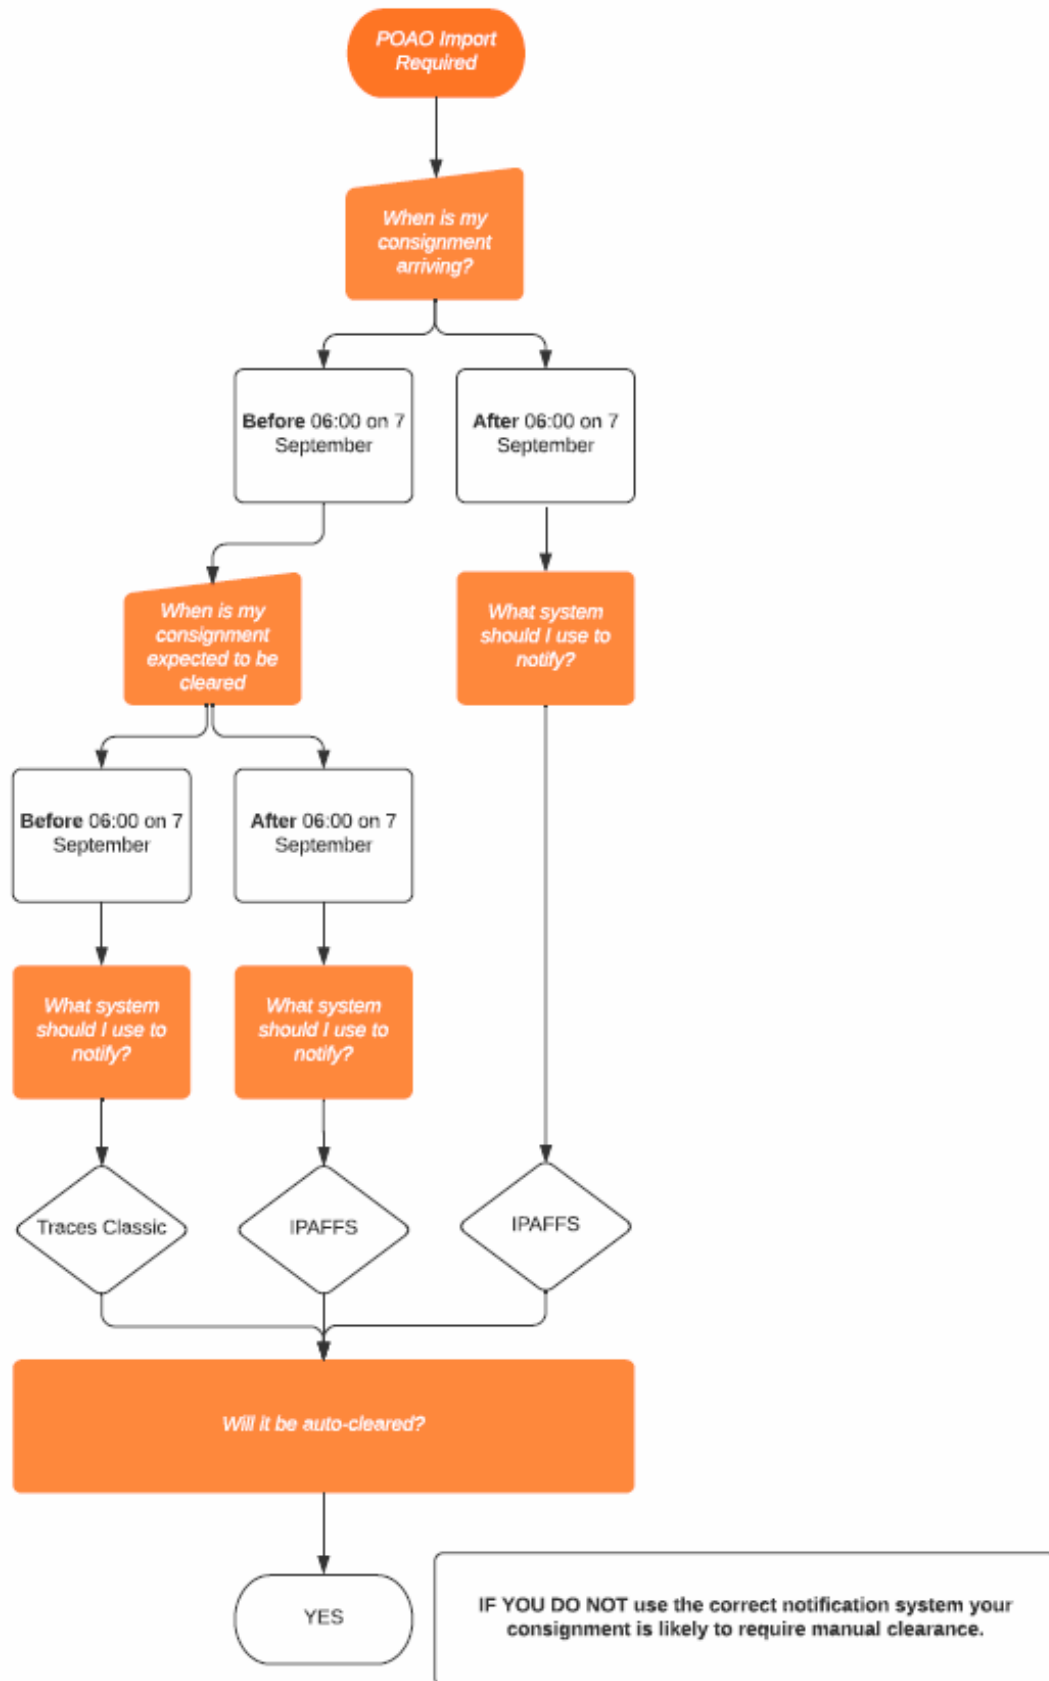 POAO Import
Required
When is my
consignment
arriving?
Before 06:00 on 7
September
After 06:00 on 7
September
When is my
consignment
expected to be
cleared
What system
should I use to
notify?
Before 06:00 on 7
September
After 06:00 on 7
September
What system
should I use to
notify?
What system
should I use to
notify?
Traces Classic
IPAFFS
IPAFFS
Will it be auto-cleared?
YES
IF YOU DO NOT use the correct notification system your
consignment is likely to require manual clearance.